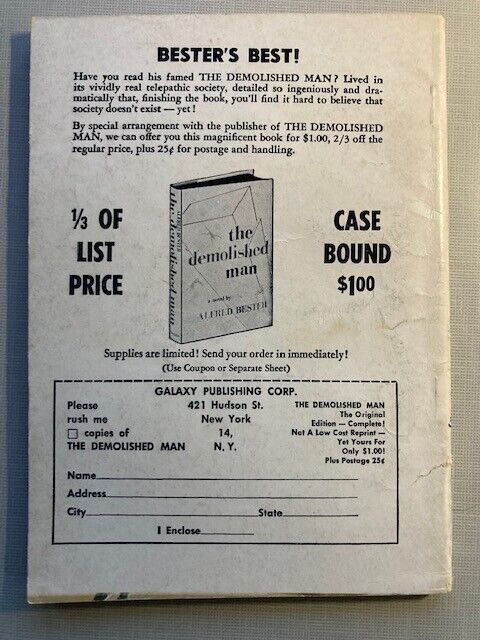 BESTER'S BEST!
Have you read his famed THE DEMOLISHED MAN? Lived in
its vividly real telepathic society, detailed so ingeniously and dra-
matically that, finishing the book, you'll find it hard to believe that
society doesn't exist — yet!
By special arrangement with the publisher of THE DEMOLISHED
MAN, we can offer you this magnificent book for $1.00, 2/3 off the
regular price, plus 25¢ for postage and handling.
1/3 OF
LIST
PRICE
the demolished man
the
demolished
man
a novel by
ALFRED BESTER
CASE
BOUND
$1.00
Supplies are limited! Send your order in immediately!
(Use Coupon or Separate Sheet)
GALAXY PUBLISHING CORP.
Please 421 Hudson St.
rush me New York
copies of 14,
THE DEMOLISHED MAN N. Y.
THE DEMOLISHED MAN
The Original
Edition — Complete!
Not A Low Cost Reprint —
Yet Yours For
Only $1.00!
Plus Postage 25¢
Name
Address
City State
I Enclose